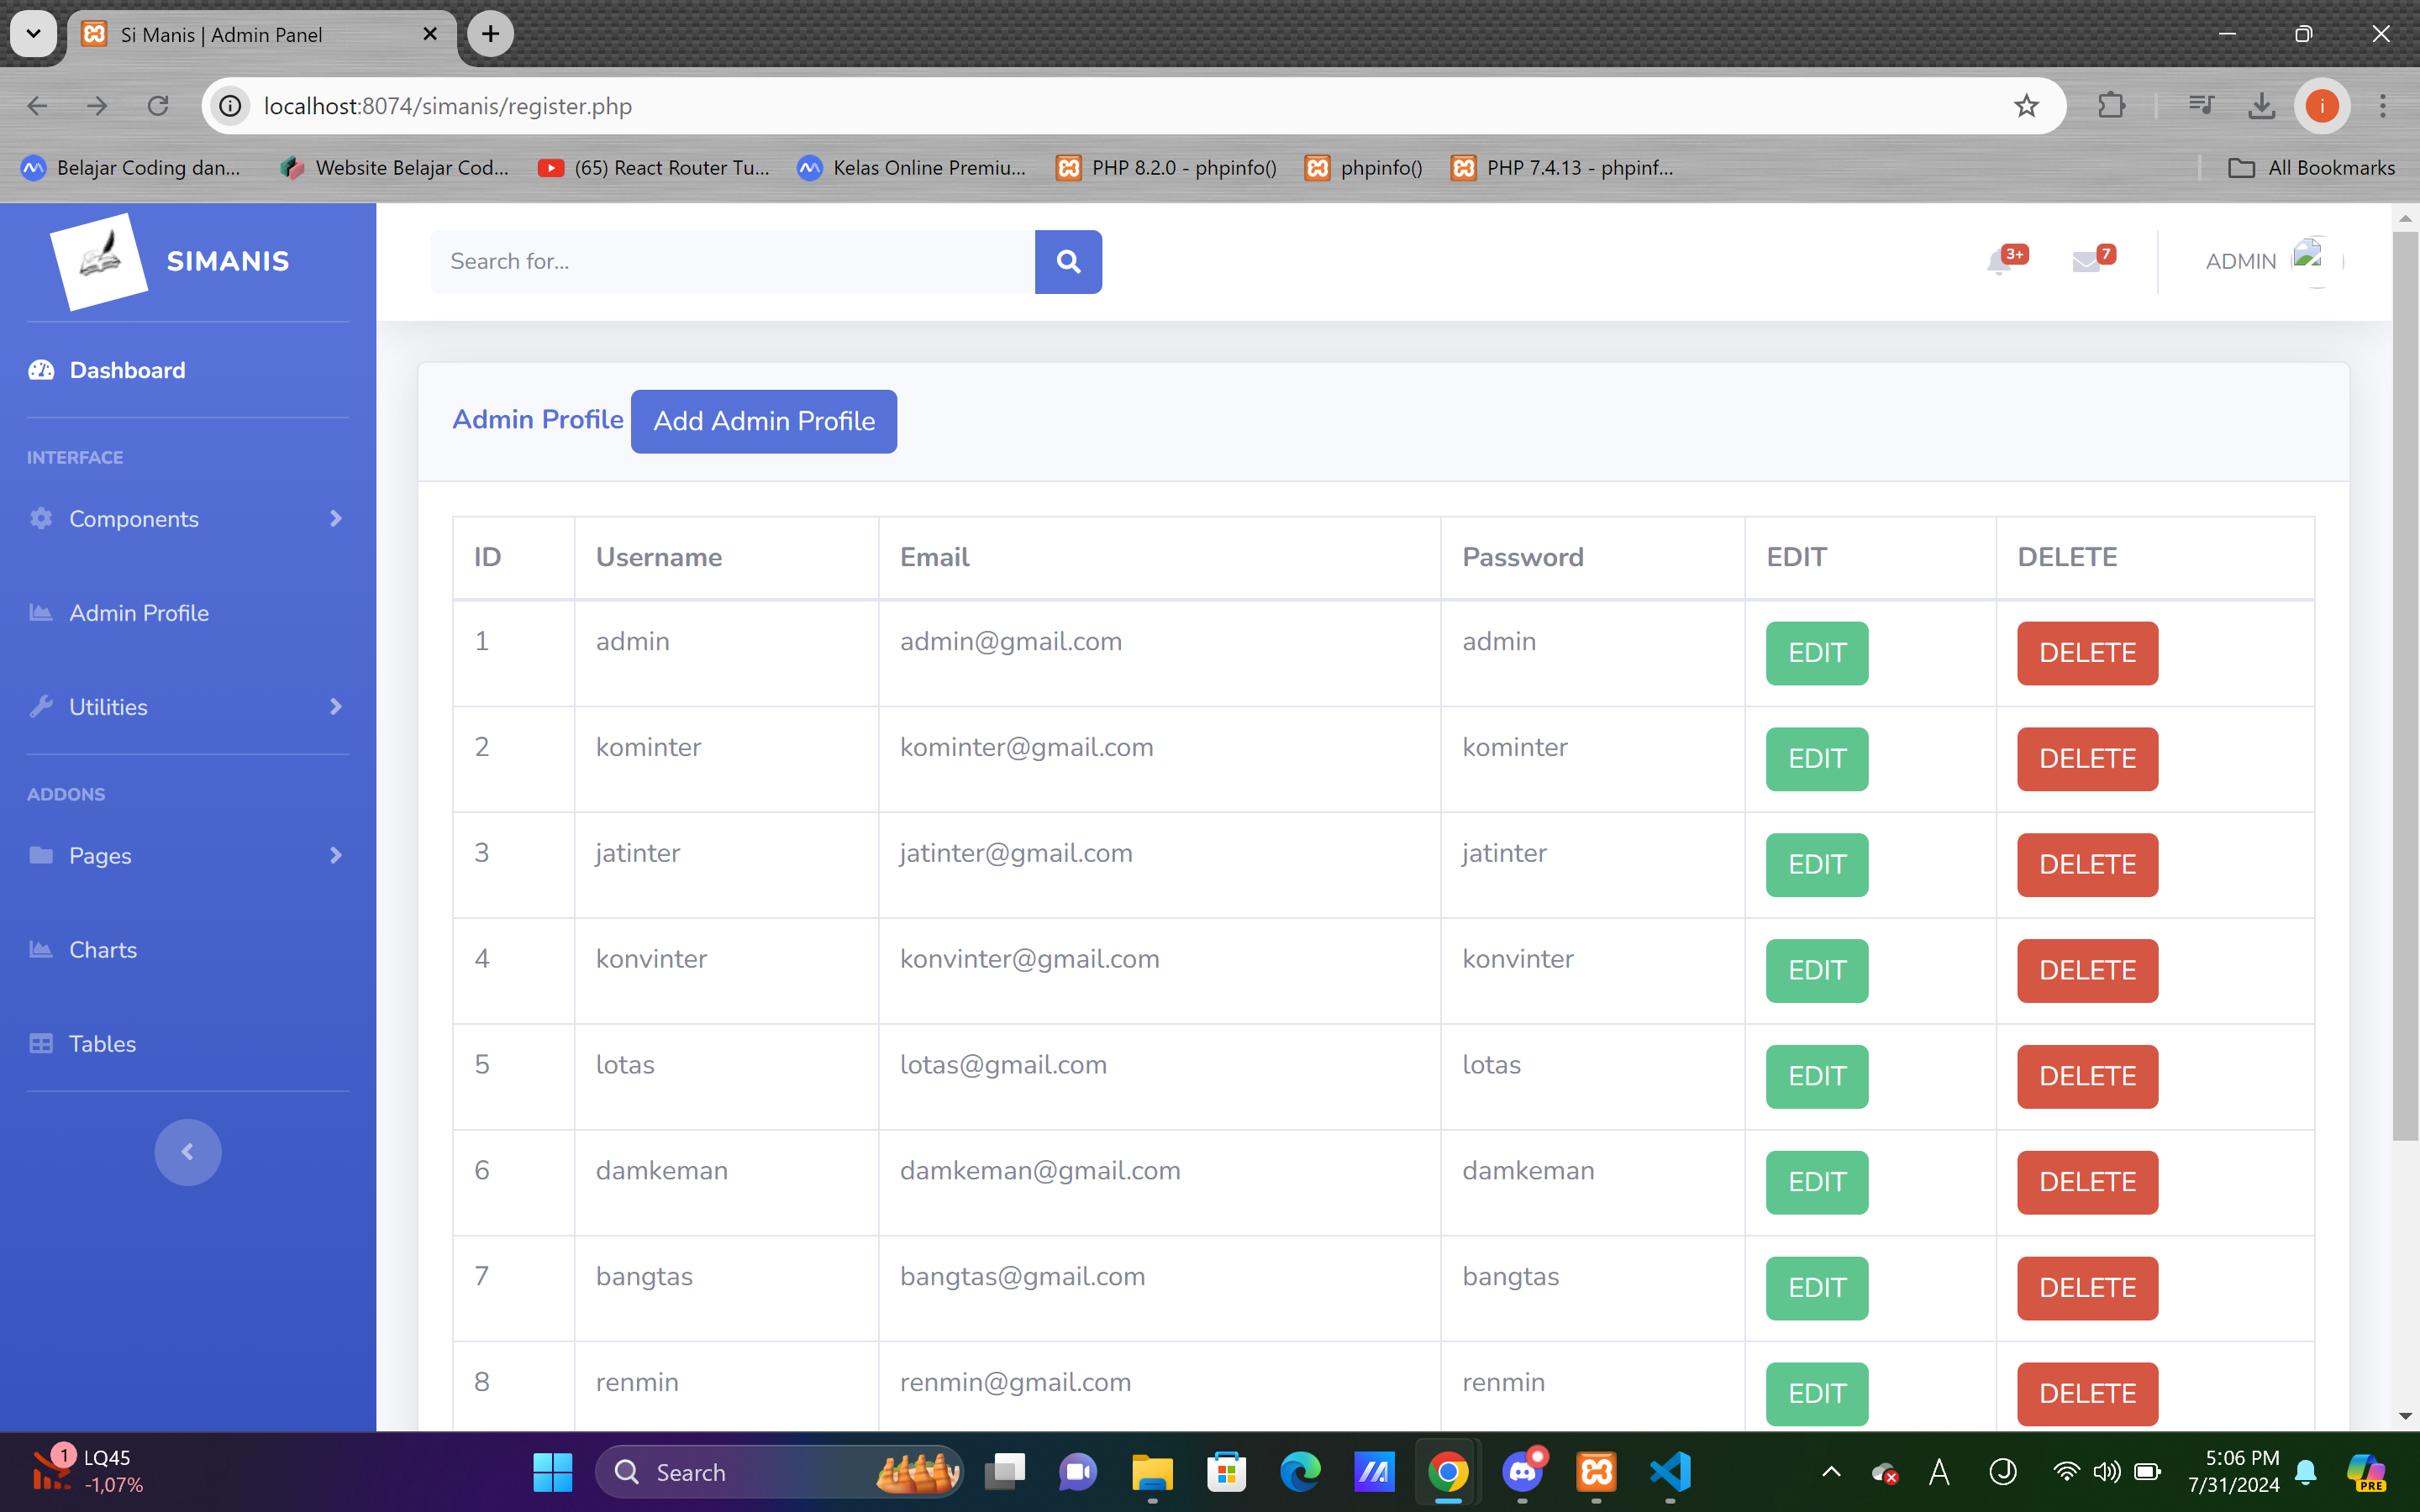 Si Manis | Admin Panel
localhost:8074/simanis/register.php
i
Belajar Coding dan...
Website Belajar Cod...
(65) React Router Tu...
Kelas Online Premiu...
PHP 8.2.0 - phpinfo()
phpinfo()
PHP 7.4.13 - phpinf...
All Bookmarks
SIMANIS
Search for...
3+
7
ADMIN
Dashboard
INTERFACE
Components
Admin Profile
Utilities
ADDONS
Pages
Charts
Tables
Admin Profile Add Admin Profile
ID Username Email Password EDIT DELETE
1 admin admin@gmail.com admin EDIT DELETE
2 kominter kominter@gmail.com kominter EDIT DELETE
3 jatinter jatinter@gmail.com jatinter EDIT DELETE
4 konvinter konvinter@gmail.com konvinter EDIT DELETE
5 lotas lotas@gmail.com lotas EDIT DELETE
6 damkeman damkeman@gmail.com damkeman EDIT DELETE
7 bangtas bangtas@gmail.com bangtas EDIT DELETE
8 renmin renmin@gmail.com renmin EDIT DELETE
1
LQ45
-1,07%
Search
A
J
5:06 PM
7/31/2024
PRE